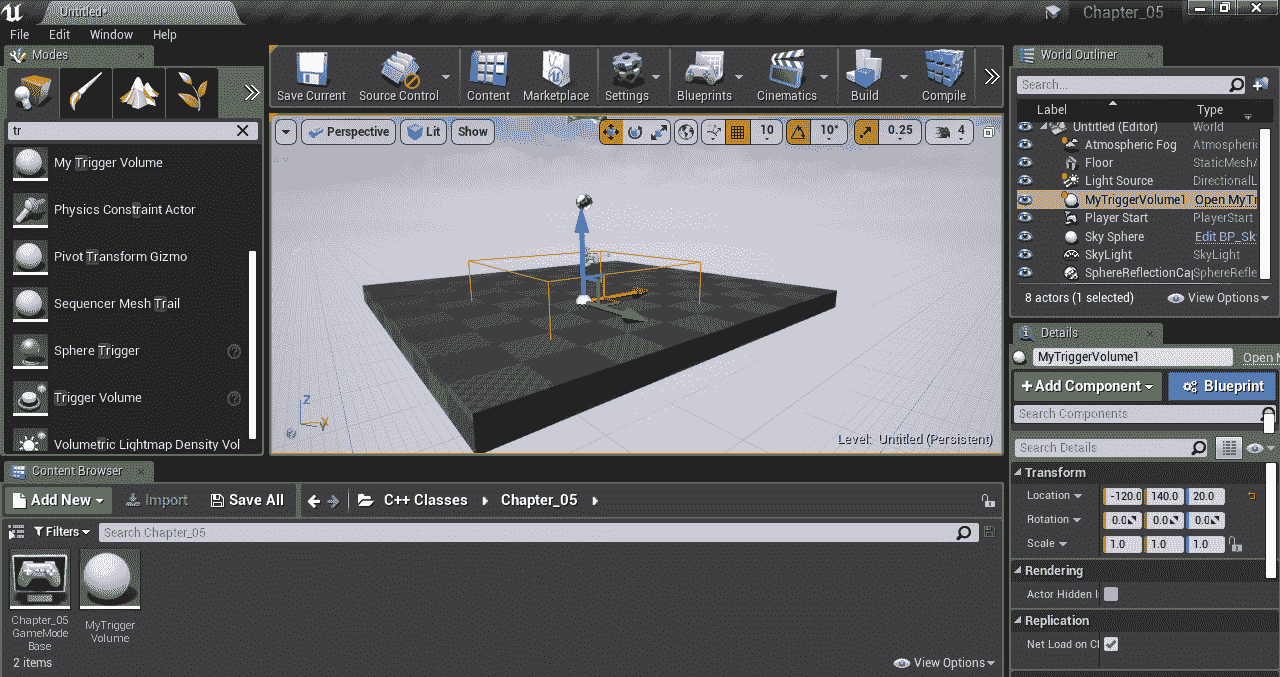 Untitled*
Chapter_05
File Edit Window Help
Modes
tr
My Trigger Volume
Physics Constraint Actor
Pivot Transform Gizmo
Sequencer Mesh Trail
Sphere Trigger
Trigger Volume
Volumetric Lightmap Density Vol
Save Current Source Control Content Marketplace Settings Blueprints Cinematics Build Compile
Perspective Lit Show 10 10° 0.25 4
Level: Untitled (Persistent)
World Outliner
Search...
Label Type
Untitled (Editor) World
Atmospheric Fog Atmospheric
Floor StaticMesh
Light Source DirectionalL
MyTriggerVolume1 Open MyT
Player Start PlayerStart
Sky Sphere Edit BP_Sk
SkyLight SkyLight
SphereReflectionCap SphereRefle
8 actors (1 selected) View Options
Details
MyTriggerVolume1 Open
+ Add Component Blueprint
Search Components
Search Details
Transform
Location -120.0 140.0 20.0
Rotation 0.0 0.0 0.0
Scale 1.0 1.0 1.0
Rendering
Actor Hidden I
Replication
Net Load on Cl
Content Browser
Add New Import Save All C++ Classes Chapter_05
Filters Search Chapter_05
Chapter_05
GameMode
Base
MyTrigger
Volume
2 items View Options
Z
Y